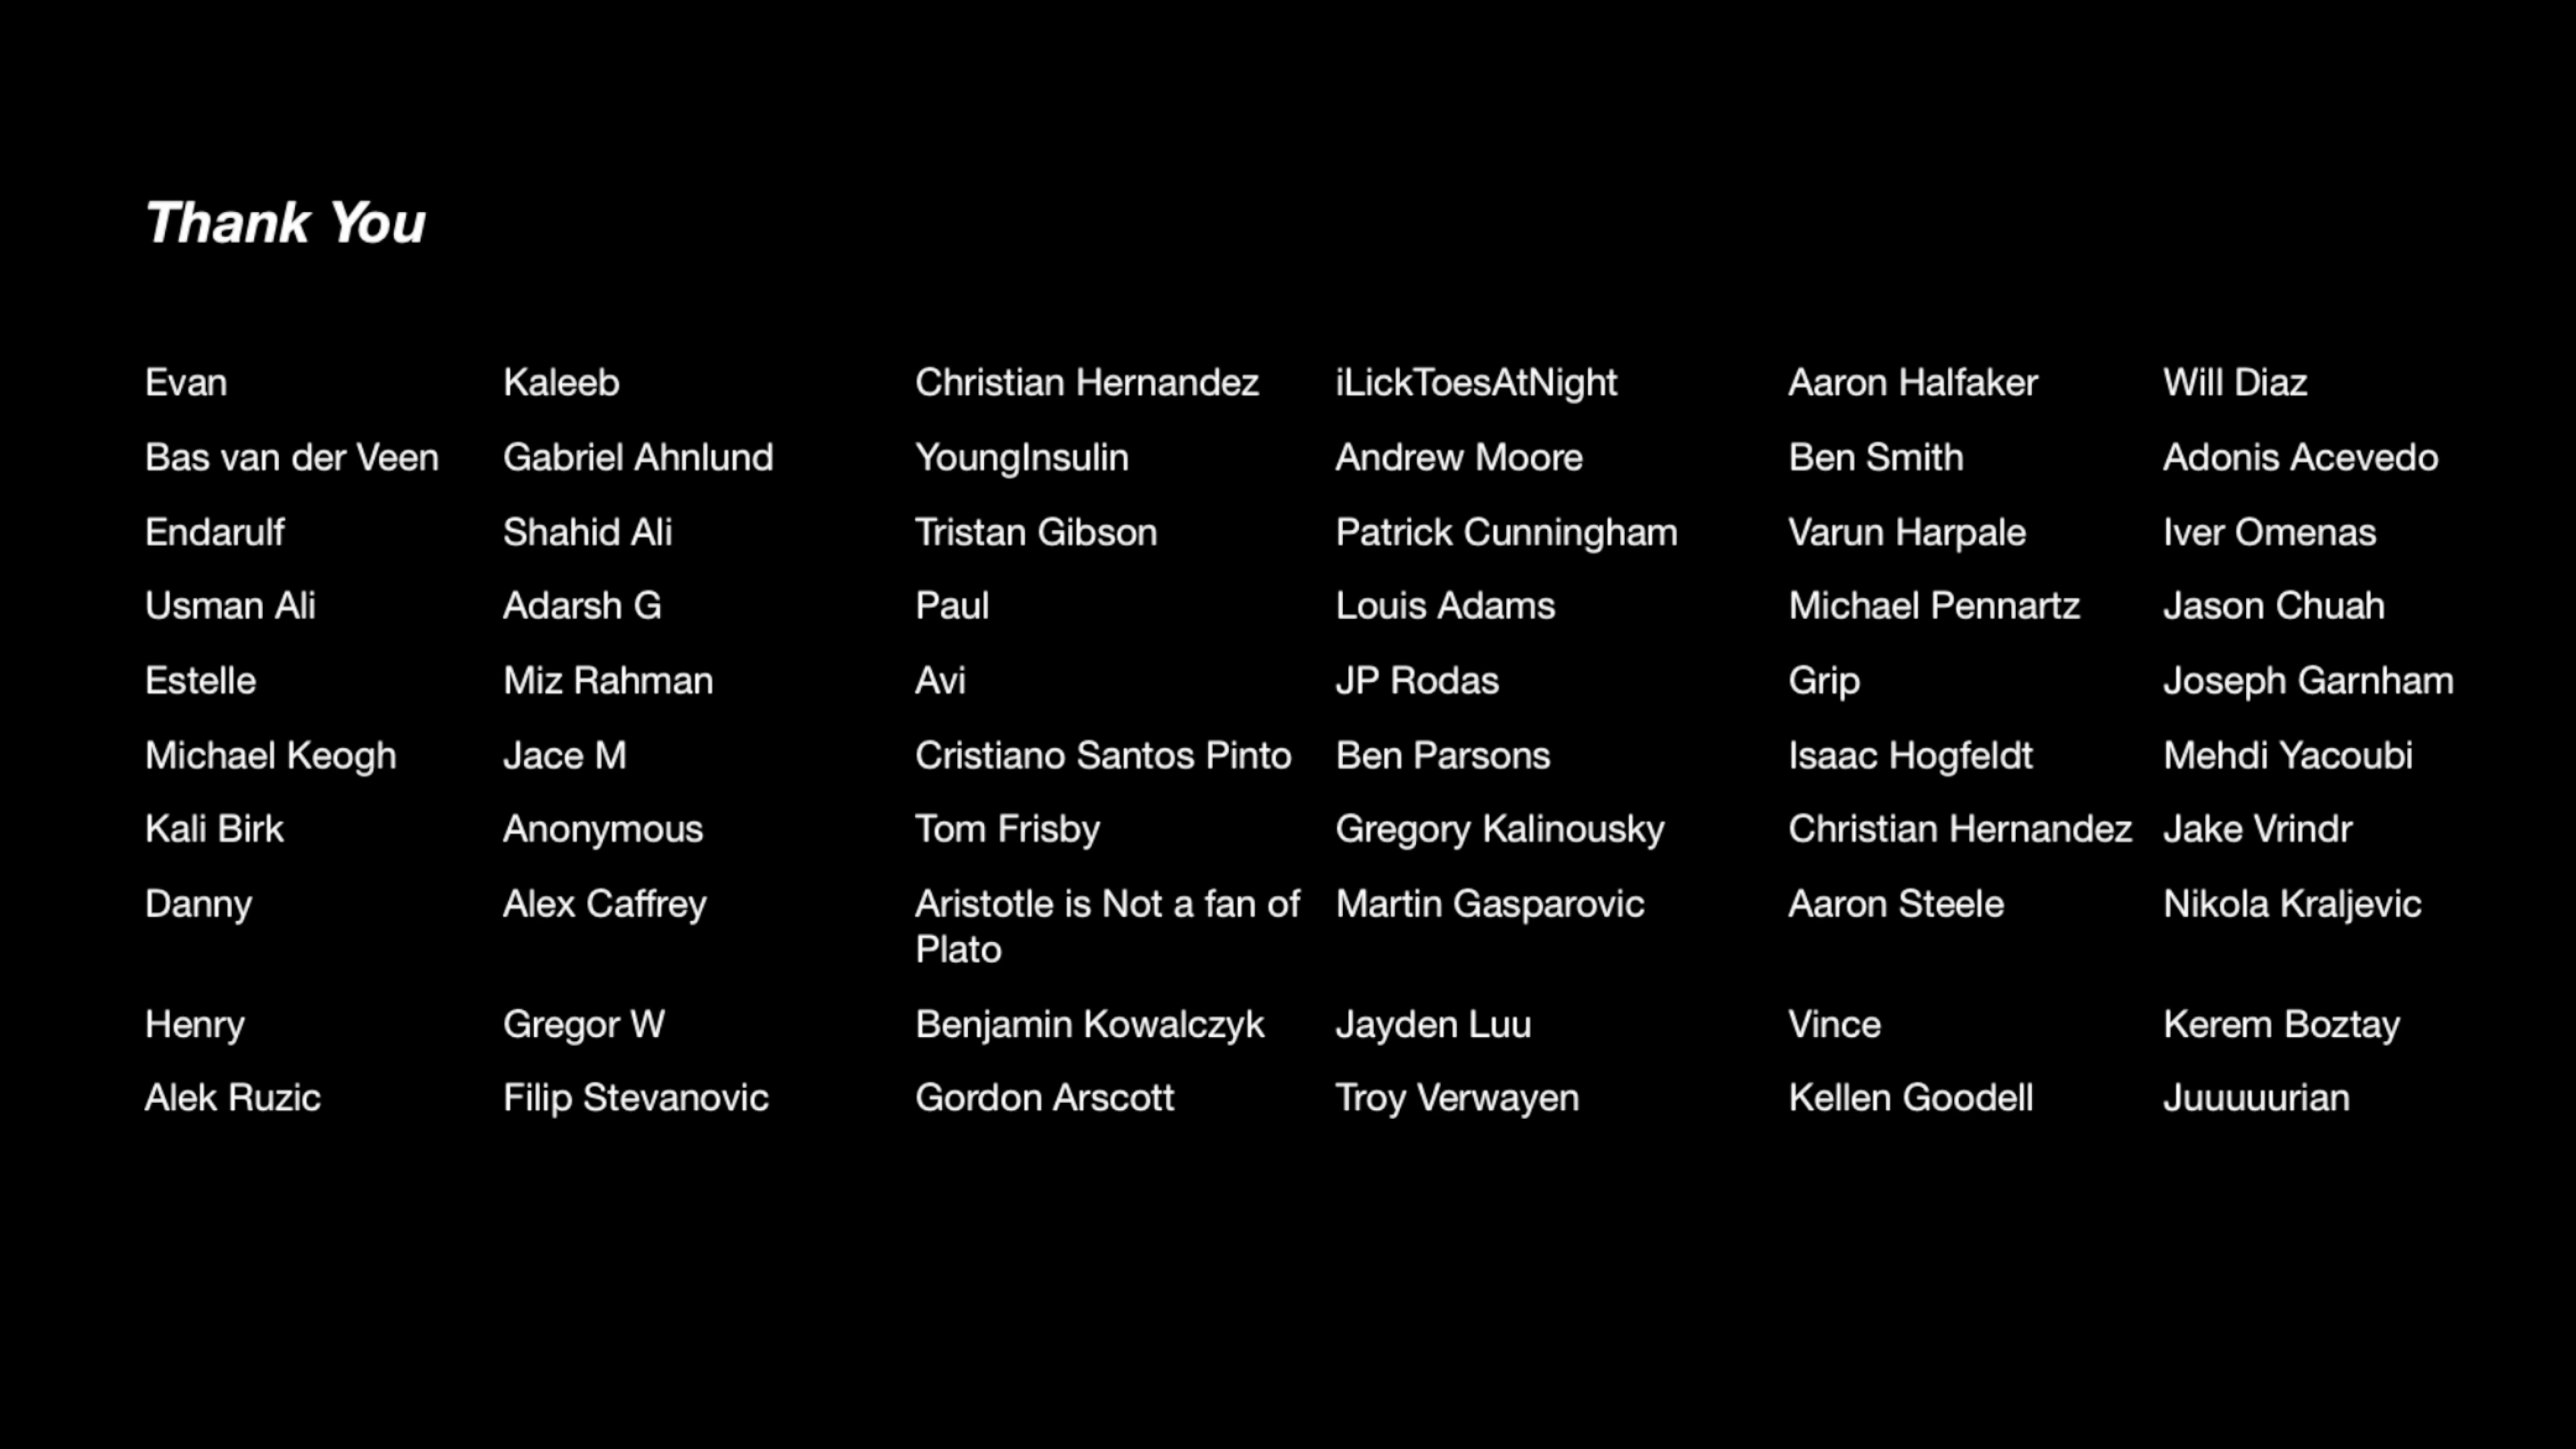 Thank You
Evan Kaleeb Christian Hernandez iLickToesAtNight Aaron Halfaker Will Diaz
Bas van der Veen Gabriel Ahnlund YoungInsulin Andrew Moore Ben Smith Adonis Acevedo
Endarulf Shahid Ali Tristan Gibson Patrick Cunningham Varun Harpale Iver Omenas
Usman Ali Adarsh G Paul Louis Adams Michael Pennartz Jason Chuah
Estelle Miz Rahman Avi JP Rodas Grip Joseph Garnham
Michael Keogh Jace M Cristiano Santos Pinto Ben Parsons Isaac Hogfeldt Mehdi Yacoubi
Kali Birk Anonymous Tom Frisby Gregory Kalinousky Christian Hernandez Jake Vrindr
Danny Alex Caffrey Aristotle is Not a fan of Martin Gasparovic Aaron Steele Nikola Kraljevic
Plato
Henry Gregor W Benjamin Kowalczyk Jayden Luu Vince Kerem Boztay
Alek Ruzic Filip Stevanovic Gordon Arscott Troy Verwayen Kellen Goodell Juuuuurian